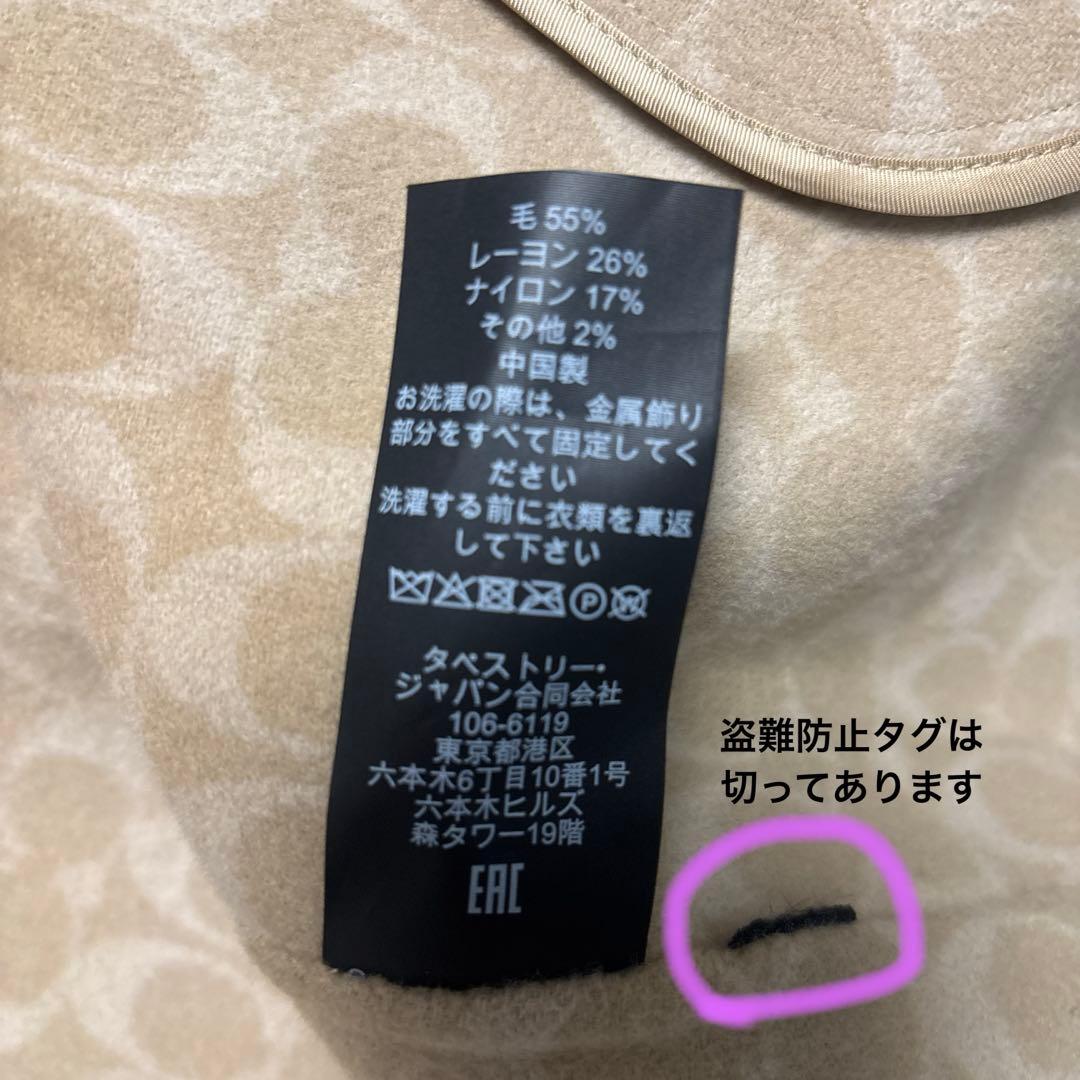 毛 55%
レーヨン 26%
ナイロン 17%
その他 2%
中国製
お洗濯の際は、金属飾り
部分をすべて固定してく
ださい
洗濯する前に衣類を裏返
して下さい
P W
タペストリー・
ジャパン合同会社
106-6119
東京都港区
六本木6丁目10番1号
六本木ヒルズ
森タワー19階
EAC
盗難防止タグは
切ってあります